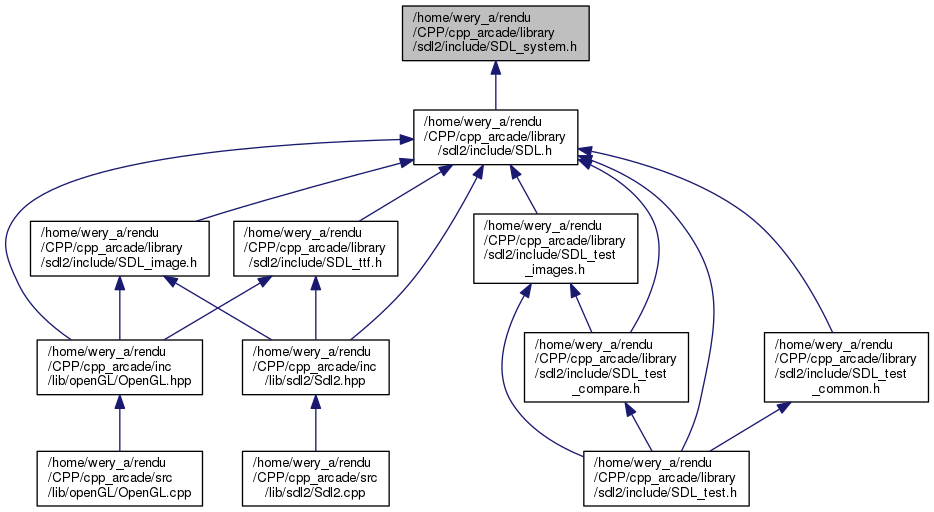 /home/wery_a/rendu
/CPP/cpp_arcade/library
/sdl2/include/SDL_system.h
/home/wery_a/rendu
/CPP/cpp_arcade/library
/sdl2/include/SDL.h
/home/wery_a/rendu
/CPP/cpp_arcade/library
/sdl2/include/SDL_image.h
/home/wery_a/rendu
/CPP/cpp_arcade/library
/sdl2/include/SDL_ttf.h
/home/wery_a/rendu
/CPP/cpp_arcade/library
/sdl2/include/SDL_test
_images.h
/home/wery_a/rendu
/CPP/cpp_arcade/inc
/lib/openGL/OpenGL.hpp
/home/wery_a/rendu
/CPP/cpp_arcade/inc
/lib/sdl2/Sdl2.hpp
/home/wery_a/rendu
/CPP/cpp_arcade/library
/sdl2/include/SDL_test
_compare.h
/home/wery_a/rendu
/CPP/cpp_arcade/library
/sdl2/include/SDL_test
_common.h
/home/wery_a/rendu
/CPP/cpp_arcade/src
/lib/openGL/OpenGL.cpp
/home/wery_a/rendu
/CPP/cpp_arcade/src
/lib/sdl2/Sdl2.cpp
/home/wery_a/rendu
/CPP/cpp_arcade/library
/sdl2/include/SDL_test.h